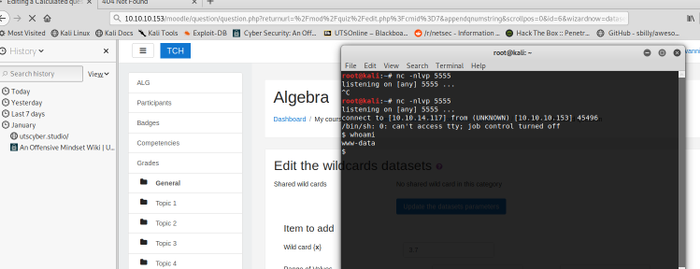 Editing a Calculated quest
404 Not Found
10.10.10.153/moodle/question/question.php?returnurl=%2Fmod%2Fquiz%2Fedit.php%3Fcmid%3D7&appendqnumstring&scrollpos=0&id=6&wizardnow=datase
Most Visited
Kali Linux
Kali Docs
Kali Tools
Exploit-DB
Cyber Security: An Off...
UTSOnline – Blackboa...
r/netsec - Information ...
Hack The Box :: Penetr...
GitHub - sbilly/aweso...
History
Search history
View
Today
Yesterday
Last 7 days
January
utscyber.studio/
An Offensive Mindset Wiki | U...
TCH
ALG
Participants
Badges
Competencies
Grades
General
Topic 1
Topic 2
Topic 3
Topic 4
Algebra
Dashboard / My cours
Edit the wildcards datasets
Shared wild cards
No shared wild card in this category
Update the datasets parameters
Item to add
Wild card {x}
Range of Values
root@kali: ~
File Edit View Search Terminal Help
root@kali:~# nc -nlvp 5555
listening on [any] 5555 ...
^C
root@kali:~# nc -nlvp 5555
listening on [any] 5555 ...
connect to [10.10.14.117] from (UNKNOWN) [10.10.10.153] 45496
/bin/sh: 0: can't access tty; job control turned off
$ whoami
www-data
$